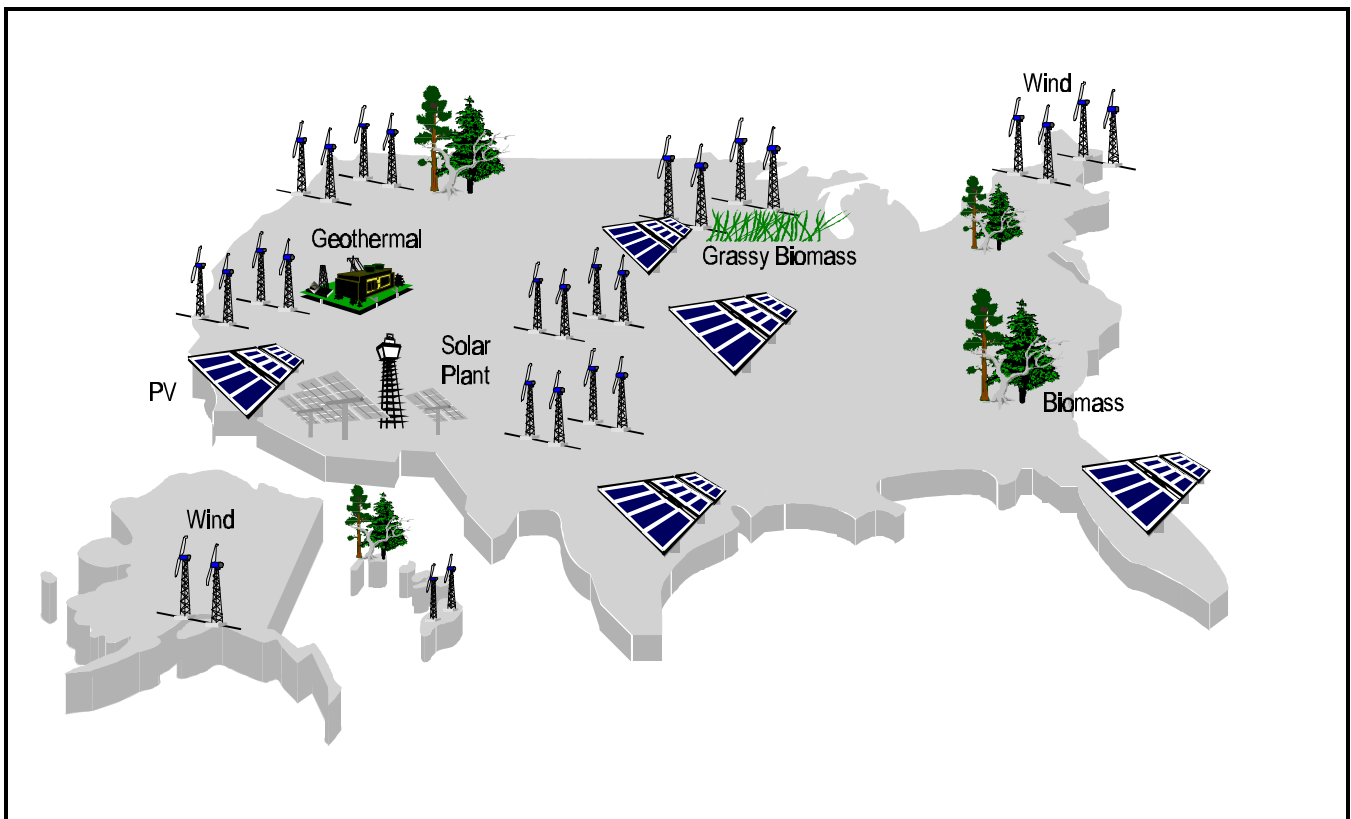 Wind
Geothermal
Grassy Biomass
Solar
Plant
PV
Biomass
Wind